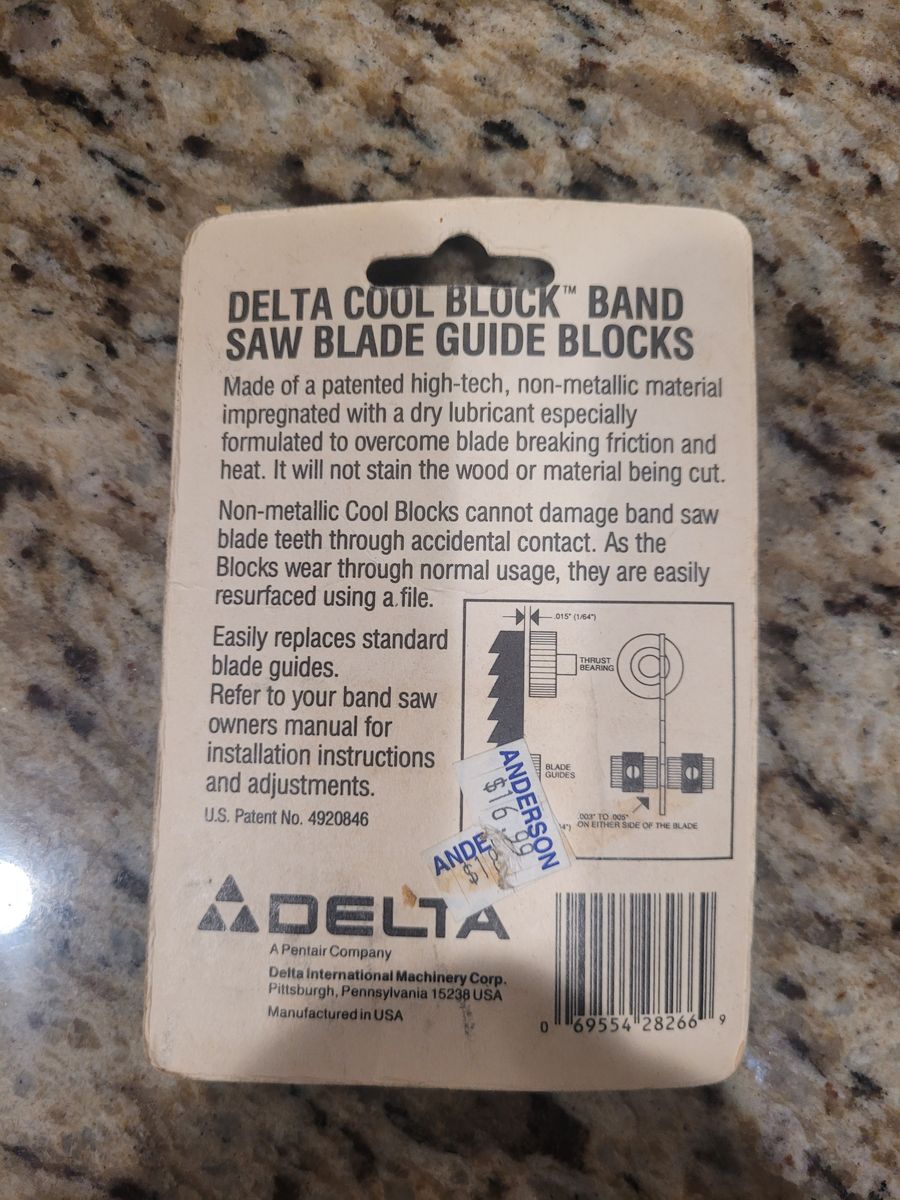 DELTA COOL BLOCK™ BAND
SAW BLADE GUIDE BLOCKS
Made of a patented high-tech, non-metallic material
impregnated with a dry lubricant especially
formulated to overcome blade breaking friction and
heat. It will not stain the wood or material being cut.
Non-metallic Cool Blocks cannot damage band saw
blade teeth through accidental contact. As the
Blocks wear through normal usage, they are easily
resurfaced using a file.
Easily replaces standard
blade guides.
Refer to your band saw
owners manual for
installation instructions
and adjustments.
U.S. Patent No. 4920846
.015" (1/64")
THRUST
BEARING
BLADE
GUIDES
.003" TO .005"
ON EITHER SIDE OF THE BLADE
4")
ANDERSON
$16.99
ANDE
DELTA
A Pentair Company
Delta International Machinery Corp.
Pittsburgh, Pennsylvania 15238 USA
Manufactured in USA
0 69554 28266 9